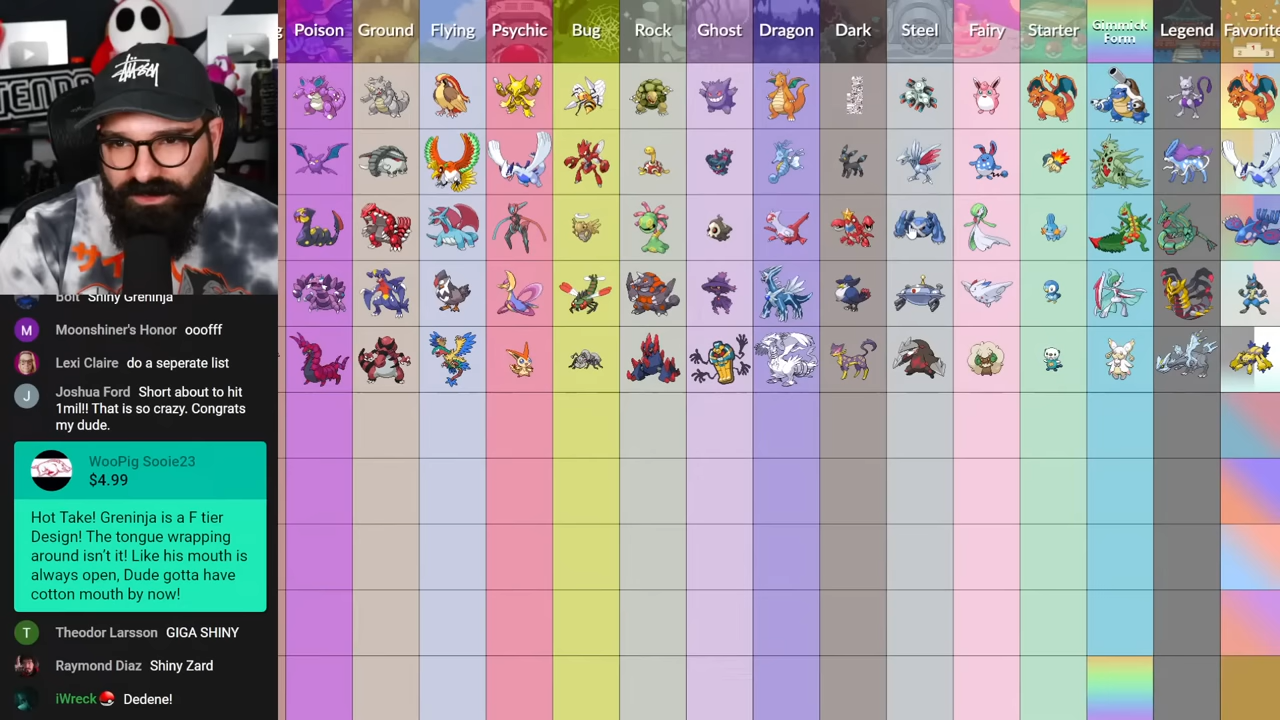 Poison Ground Flying Psychic Bug Rock Ghost Dragon Dark Steel Fairy Starter Gimmick Form Legend Favorite
STÜSSY
TENDO
Bolt Shiny Greninja
M Moonshiner's Honor ooofff
Lexi Claire do a seperate list
J Joshua Ford Short about to hit
1mil!! That is so crazy. Congrats
my dude.
WooPig Sooie23
$4.99
Hot Take! Greninja is a F tier
Design! The tongue wrapping
around isn't it! Like his mouth is
always open, Dude gotta have
cotton mouth by now!
T Theodor Larsson GIGA SHINY
Raymond Diaz Shiny Zard
iWreck Dedene!